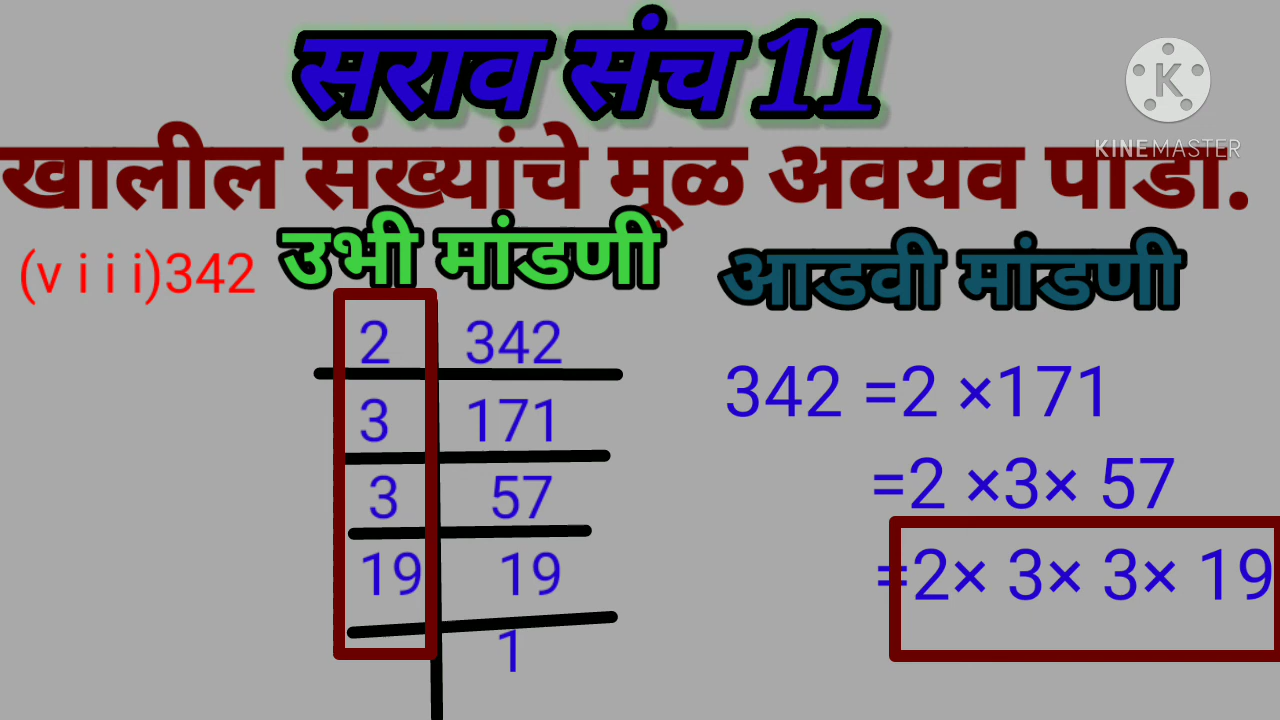 सराव संच 11
K
KINEMASTER
खालील संख्यांचे मूळ अवयव पाडा.
(v i i i)342
उभी मांडणी
2 342
3 171
3 57
19 19
1
आडवी मांडणी
342 =2 ×171
=2 ×3× 57
=2× 3× 3× 19